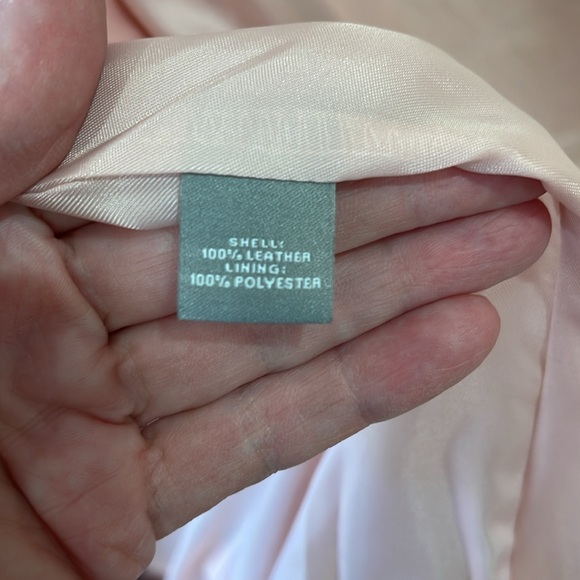 SHELL:
100% LEATHER
LINING:
100% POLYESTER